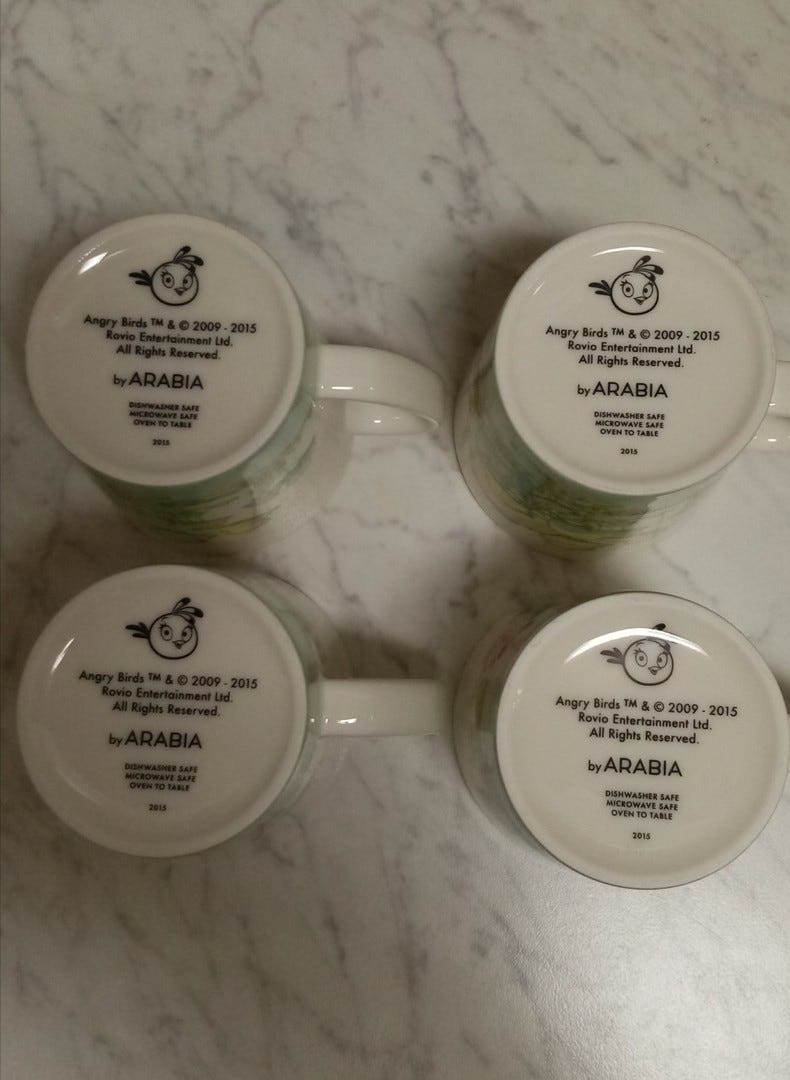 Angry Birds ™ & © 2009 - 2015
Rovio Entertainment Ltd.
All Rights Reserved.
by ARABIA
DISHWASHER SAFE
MICROWAVE SAFE
OVEN TO TABLE
2015
Angry Birds ™ & © 2009 - 2015
Rovio Entertainment Ltd.
All Rights Reserved.
by ARABIA
DISHWASHER SAFE
MICROWAVE SAFE
OVEN TO TABLE
2015
Angry Birds ™ & © 2009 - 2015
Rovio Entertainment Ltd.
All Rights Reserved.
by ARABIA
DISHWASHER SAFE
MICROWAVE SAFE
OVEN TO TABLE
2015
Angry Birds ™ & © 2009 - 2015
Rovio Entertainment Ltd.
All Rights Reserved.
by ARABIA
DISHWASHER SAFE
MICROWAVE SAFE
OVEN TO TABLE
2015